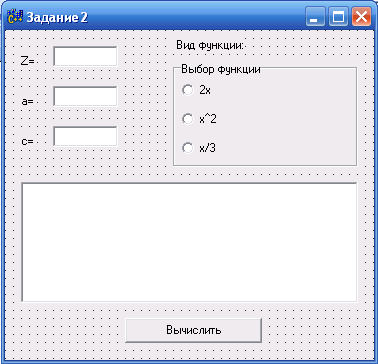 Задание 2
Z=
a=
c=
Вид функции:
Выбор функции
2x
x^2
x/3
Вычислить